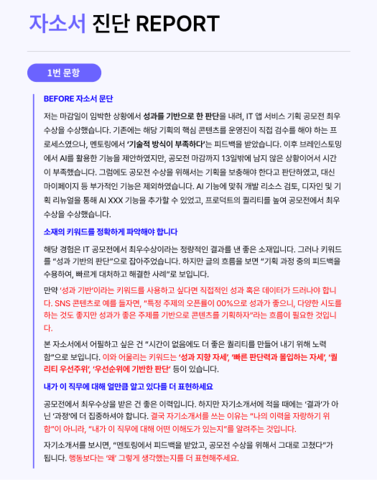 자소서 진단 REPORT
1번 문항
BEFORE 자소서 문단
저는 마감일이 임박한 상황에서 성과를 기반으로 한 판단을 내려, IT 앱 서비스 기획 공모전 최우
수상을 수상했습니다. 기존에는 해당 기획의 핵심 콘텐츠를 운영진이 직접 검수를 해야 하는 프
로세스였으나, 멘토링에서 '기술적 방식이 부족하다'는 피드백을 받았습니다. 이후 브레인스토밍
에서 AI를 활용한 기능을 제안하였지만, 공모전 마감까지 13일밖에 남지 않은 상황이어서 시간
이 부족했습니다. 그럼에도 공모전 수상을 위해서는 기획을 보충해야 한다고 판단하였고, 대신
마이페이지 등 부가적인 기능은 제외하였습니다. AI 기능에 맞춰 개발 리소스 검토, 디자인 및 기
획 리뉴얼을 통해 AI XXX 기능을 추가할 수 있었고, 프로덕트의 퀄리티를 높여 공모전에서 최우
수상을 수상했습니다.
소재의 키워드를 정확하게 파악해야 합니다
해당 경험은 IT 공모전에서 최우수상이라는 정량적인 결과를 낸 좋은 소재입니다. 그러나 키워드
를 "성과 기반의 판단"으로 잡아주었습니다. 하지만 글의 흐름을 보면 "기획 과정 중의 피드백을
수용하여, 빠르게 대처하고 해결한 사례"로 보입니다.
만약 '성과 기반'이라는 키워드를 사용하고 싶다면 직접적인 성과 혹은 데이터가 드러나야 합니
다. SNS 콘텐츠로 예를 들자면, "특정 주제의 오픈율이 00%으로 성과가 좋으니, 다양한 시도를
하는 것도 좋지만 성과가 좋은 주제를 기반으로 콘텐츠를 기획하자"라는 흐름이 필요한 것입니
다.
본 자소서에서 어필하고 싶은 건 "시간이 없음에도 더 좋은 퀄리티를 만들어 내기 위해 노력
함"으로 보입니다. 이와 어울리는 키워드는 '성과 지향 자세', '빠른 판단력과 몰입하는 자세', '퀄
리티 우선주위', '우선순위에 기반한 판단' 등이 있습니다.
내가 이 직무에 대해 얼만큼 알고 있다를 더 표현하세요
공모전에서 최우수상을 받은 건 좋은 이력입니다. 하지만 자기소개서에 적을 때에는 '결과'가 아
닌 '과정'에 더 집중하셔야 합니다. 결국 자기소개서를 쓰는 이유는 "나의 이력을 자랑하기 위
함"이 아니라, "내가 이 직무에 대해 어떤 이해도가 있는지"를 알려주는 것입니다.
자기소개서를 보시면, "멘토링에서 피드백을 받았고, 공모전 수상을 위해서 그대로 고쳤다"가
됩니다. 행동보다는 '왜' 그렇게 생각했는지를 더 표현해주세요.